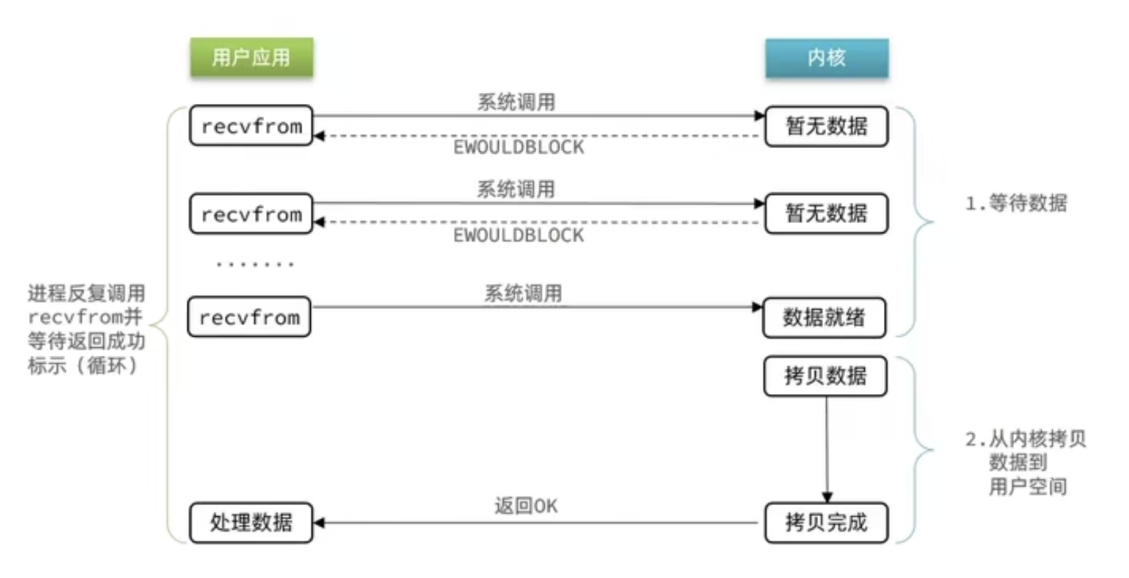 用户应用
内核
系统调用
recvfrom
暂无数据
EWOULDBLOCK
系统调用
recvfrom
暂无数据
EWOULDBLOCK
1.等待数据
.......
进程反复调用
recvfrom并
等待返回成功
标示（循环）
系统调用
recvfrom
数据就绪
拷贝数据
2.从内核拷贝
数据到
用户空间
返回OK
处理数据
拷贝完成